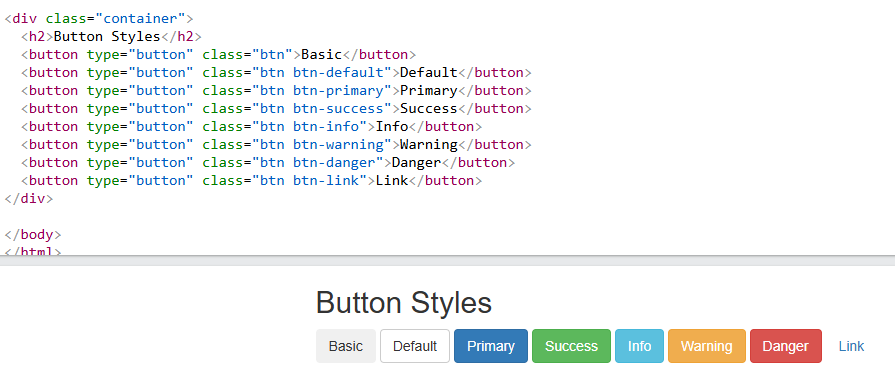 <div class="container">
<h2>Button Styles</h2>
<button type="button" class="btn">Basic</button>
<button type="button" class="btn btn-default">Default</button>
<button type="button" class="btn btn-primary">Primary</button>
<button type="button" class="btn btn-success">Success</button>
<button type="button" class="btn btn-info">Info</button>
<button type="button" class="btn btn-warning">Warning</button>
<button type="button" class="btn btn-danger">Danger</button>
<button type="button" class="btn btn-link">Link</button>
</div>
</body>
</html>
Button Styles
Basic Default Primary Success Info Warning Danger Link